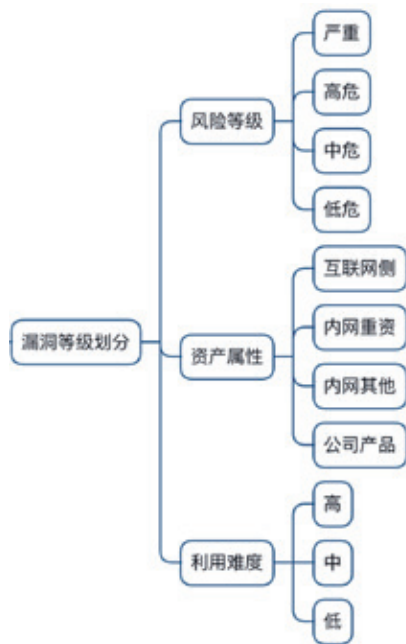 漏洞等级划分
风险等级
严重
高危
中危
低危
资产属性
互联网侧
内网重资
内网其他
公司产品
利用难度
高
中
低